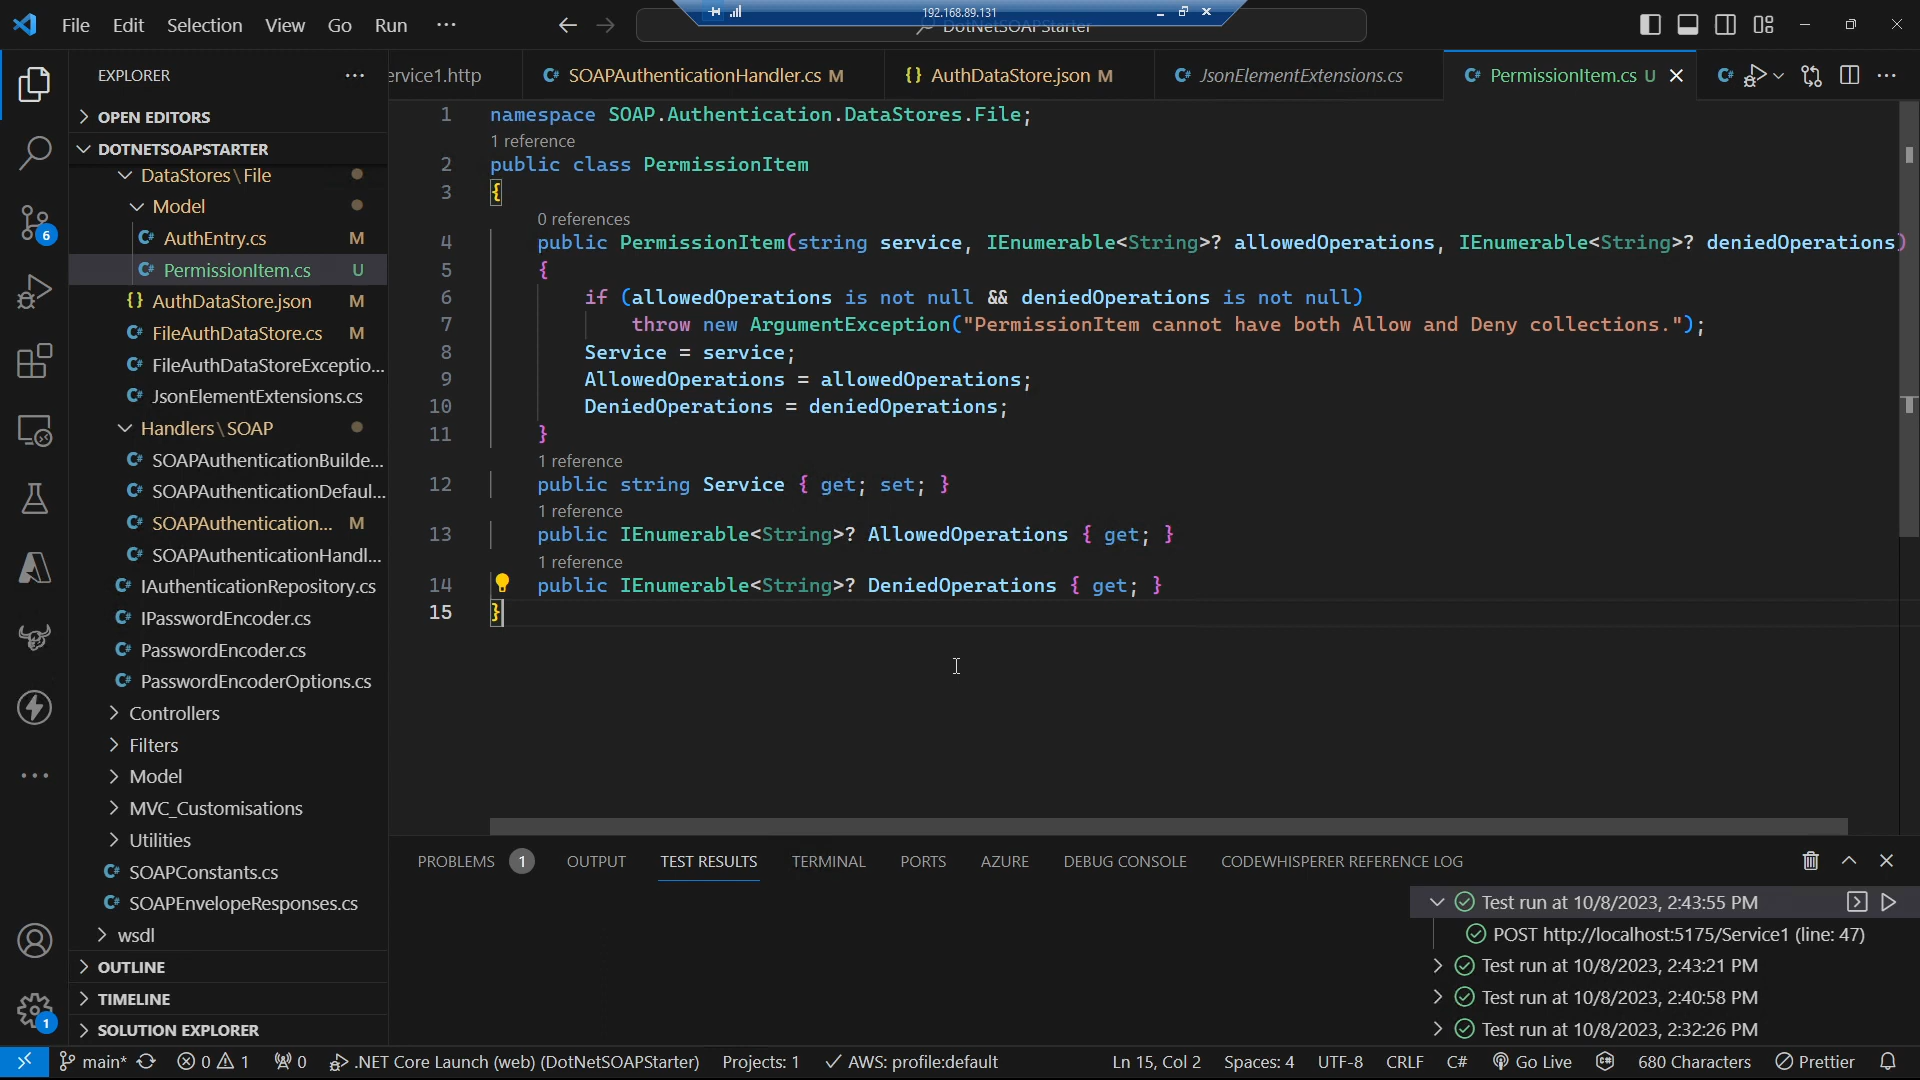 File Edit Selection View Go Run ···
192.168.89.131
DotNetSOAPStarter
EXPLORER
ervice1.http
SOAPAuthenticationHandler.cs M
{} AuthDataStore.json M
JsonElementExtensions.cs
PermissionItem.cs U
OPEN EDITORS
DOTNETSOAPSTARTER
DataStores\File
Model
AuthEntry.cs M
PermissionItem.cs U
{} AuthDataStore.json M
FileAuthDataStore.cs M
FileAuthDataStoreExceptio...
JsonElementExtensions.cs
Handlers\SOAP
SOAPAuthenticationBuilde...
SOAPAuthenticationDefaul...
SOAPAuthentication... M
SOAPAuthenticationHandl...
IAuthenticationRepository.cs
IPasswordEncoder.cs
PasswordEncoder.cs
PasswordEncoderOptions.cs
Controllers
Filters
Model
MVC_Customisations
Utilities
SOAPConstants.cs
SOAPEnvelopeResponses.cs
wsdl
OUTLINE
TIMELINE
SOLUTION EXPLORER
6
1
1 namespace SOAP.Authentication.DataStores.File;
1 reference
2 public class PermissionItem
3 {
0 references
4 public PermissionItem(string service, IEnumerable<String>? allowedOperations, IEnumerable<String>? deniedOperations)
5 {
6 if (allowedOperations is not null && deniedOperations is not null)
7 throw new ArgumentException("PermissionItem cannot have both Allow and Deny collections.");
8 Service = service;
9 AllowedOperations = allowedOperations;
10 DeniedOperations = deniedOperations;
11 }
1 reference
12 public string Service { get; set; }
1 reference
13 public IEnumerable<String>? AllowedOperations { get; }
1 reference
14 public IEnumerable<String>? DeniedOperations { get; }
15 }
PROBLEMS 1 OUTPUT TEST RESULTS TERMINAL PORTS AZURE DEBUG CONSOLE CODEWHISPERER REFERENCE LOG
Test run at 10/8/2023, 2:43:55 PM
POST http://localhost:5175/Service1 (line: 47)
Test run at 10/8/2023, 2:43:21 PM
Test run at 10/8/2023, 2:40:58 PM
Test run at 10/8/2023, 2:32:26 PM
main* 0 1 0 .NET Core Launch (web) (DotNetSOAPStarter) Projects: 1 AWS: profile:default Ln 15, Col 2 Spaces: 4 UTF-8 CRLF C# Go Live 680 Characters Prettier